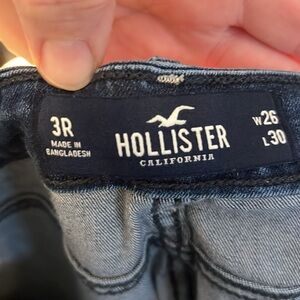 3R
MADE IN
BANGLADESH
HOLLISTER
CALIFORNIA
W26
L30